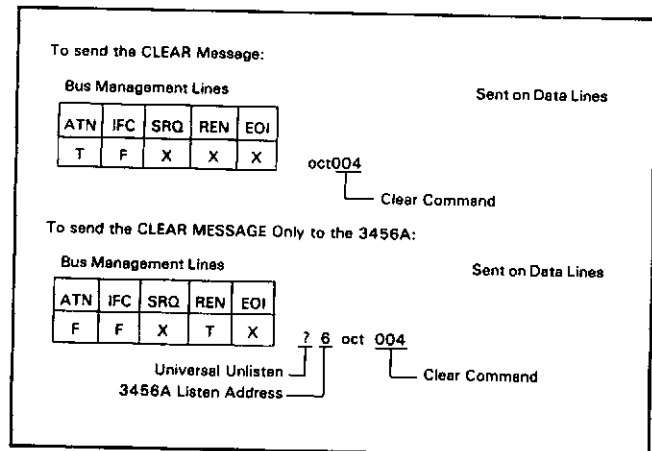 To send the CLEAR Message:
Bus Management Lines
Sent on Data Lines
ATN IFC SRQ REN EOI
T F X X X
oct004
Clear Command
To send the CLEAR MESSAGE Only to the 3456A:
Bus Management Lines
Sent on Data Lines
ATN IFC SRQ REN EOI
F F X T X
? 6 oct 004
Universal Unlisten
Clear Command
3456A Listen Address